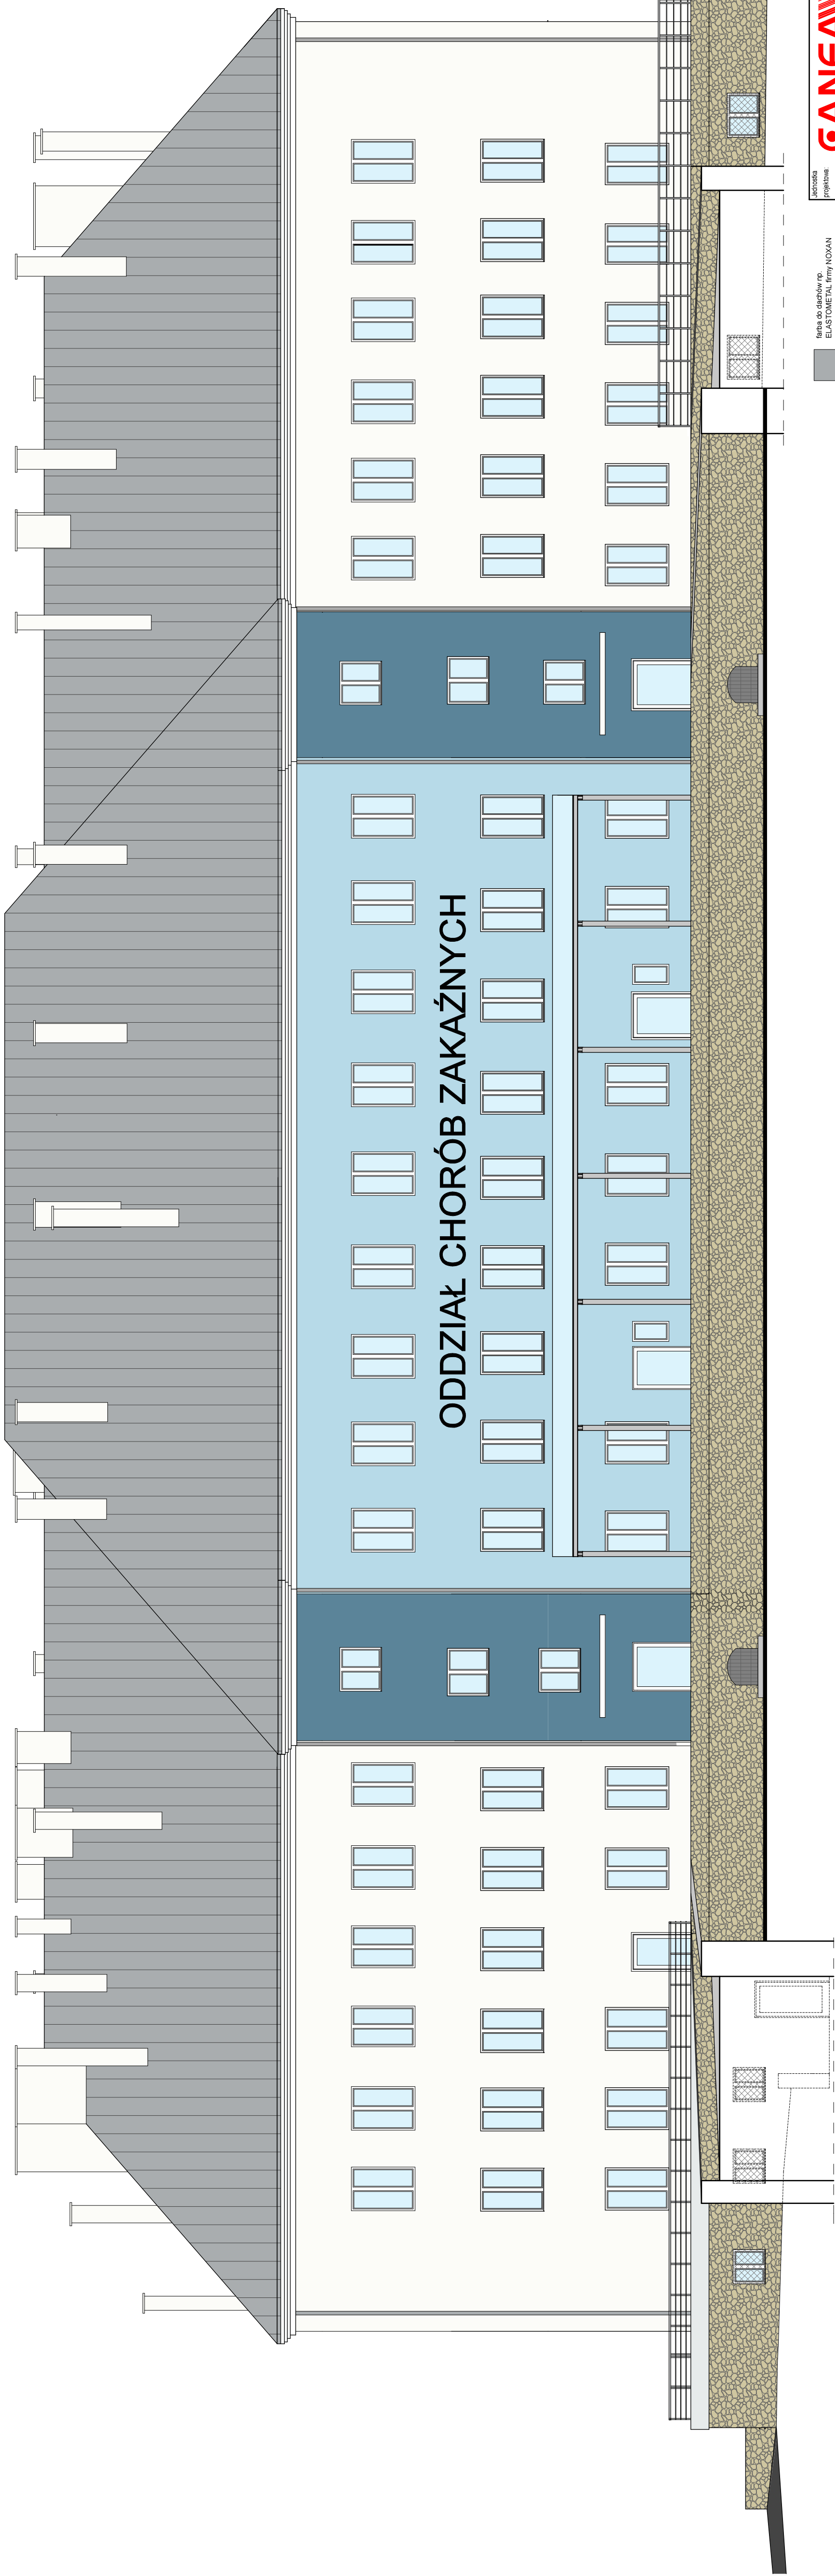 ODDZIAŁ CHORÓB ZAKAŹNYCH
farba do dachów np.
ELASTOMETAL firmy NOXAN
Jednostka
projektowa: